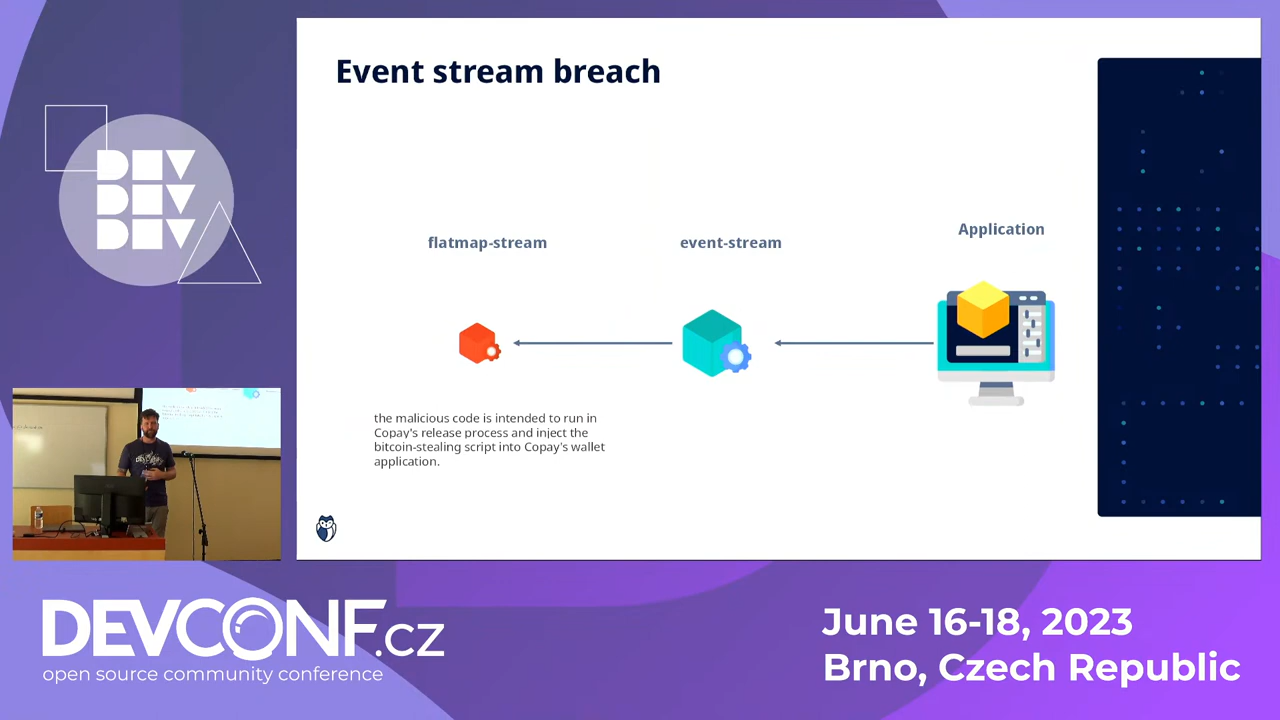 Event stream breach
flatmap-stream
event-stream
Application
the malicious code is intended to run in
Copay's release process and inject the
bitcoin-stealing script into Copay's wallet
application.
DEV
DEV
DEV
DEVCONF.cz
open source community conference
June 16-18, 2023
Brno, Czech Republic